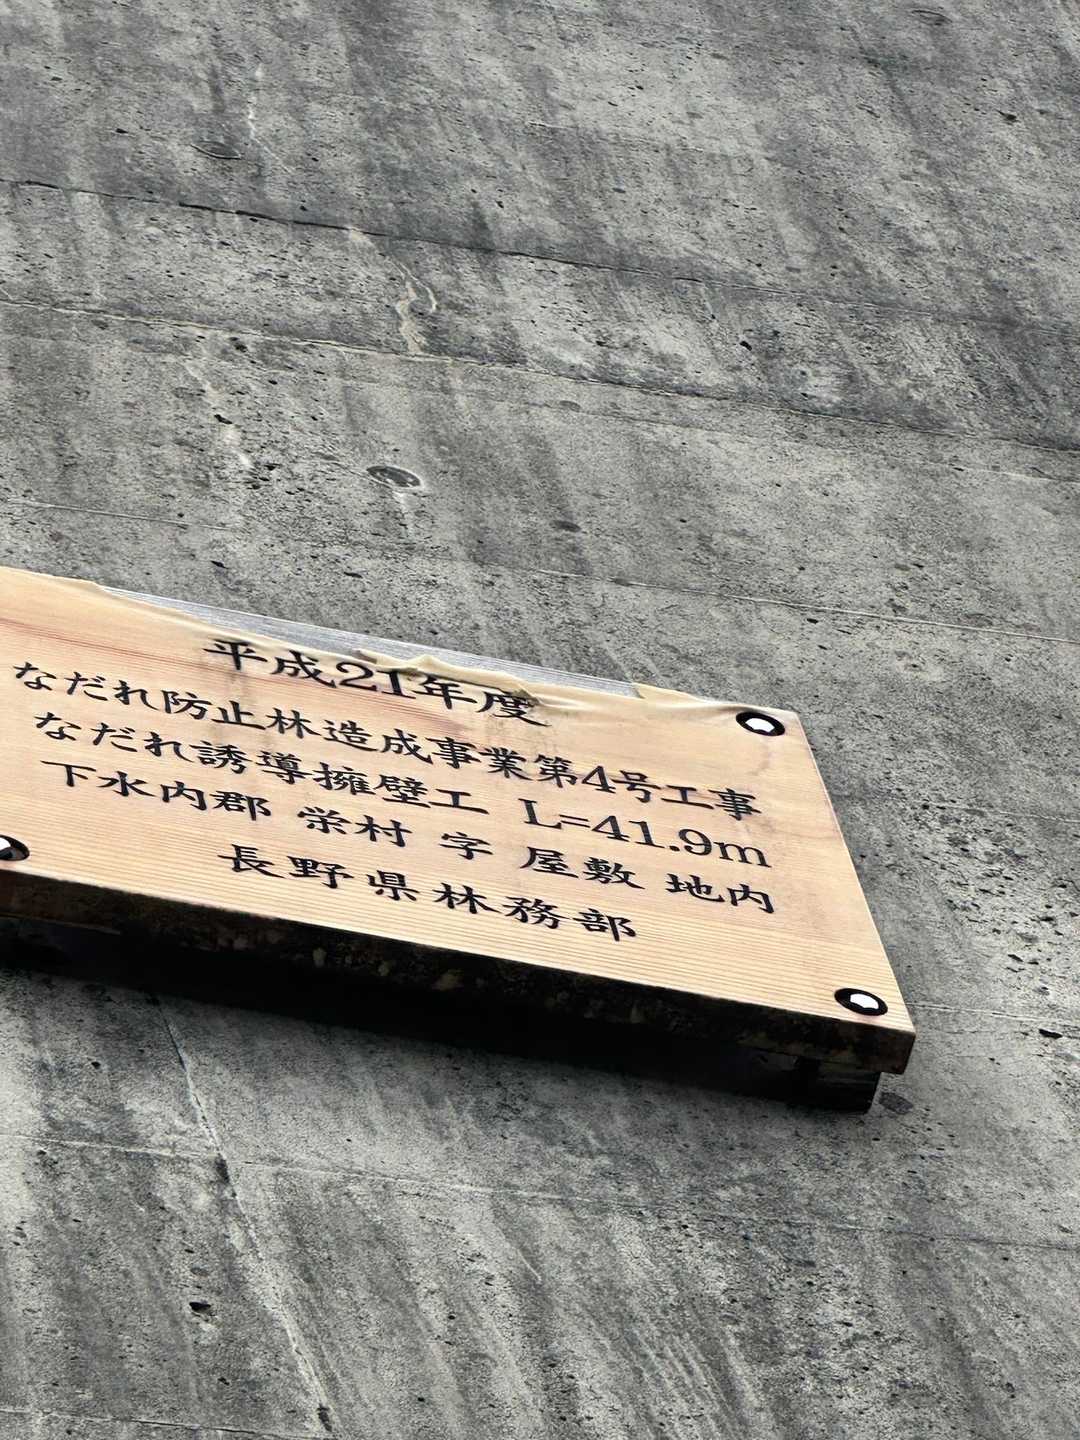 平成21年度
なだれ防止林造成事業第4号工事
なだれ誘導擁壁工 L=41.9m
下水内郡 栄村 字 屋敷 地内
長野県林務部